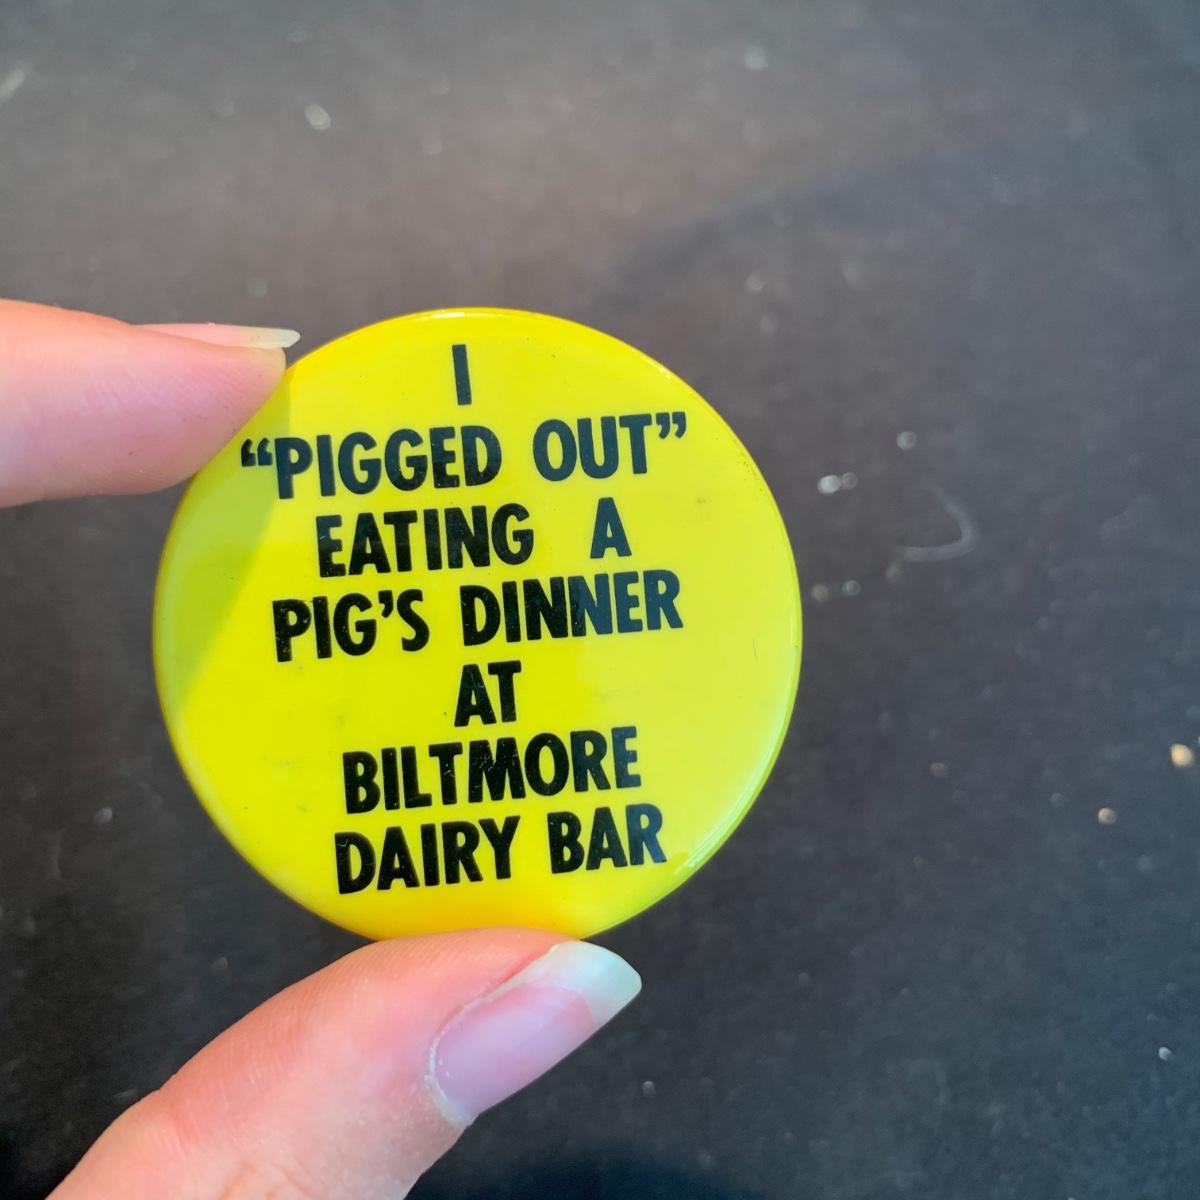 I
“PIGGED OUT”
EATING A
PIG’S DINNER
AT
BILTMORE
DAIRY BAR